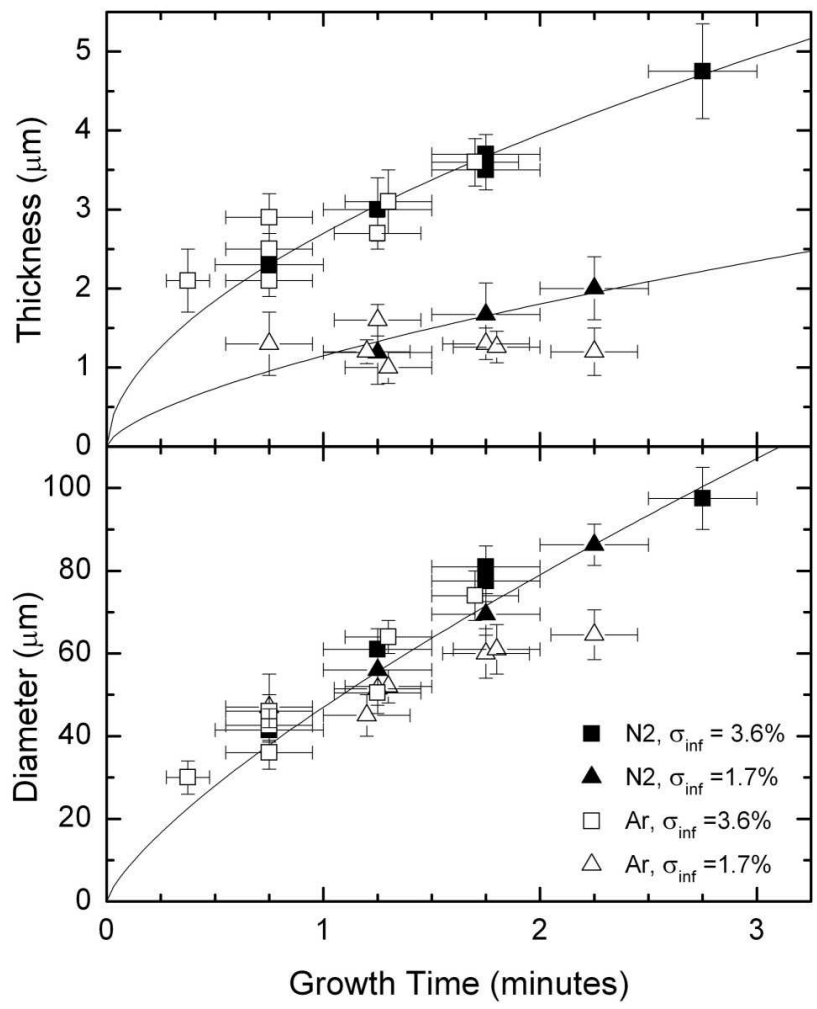 Thickness (μm)
5
4
3
2
1
0
Diameter (μm)
100
80
60
40
20
0
N2, σinf = 3.6%
N2, σinf =1.7%
Ar, σinf =3.6%
Ar, σinf =1.7%
0 1 2 3
Growth Time (minutes)